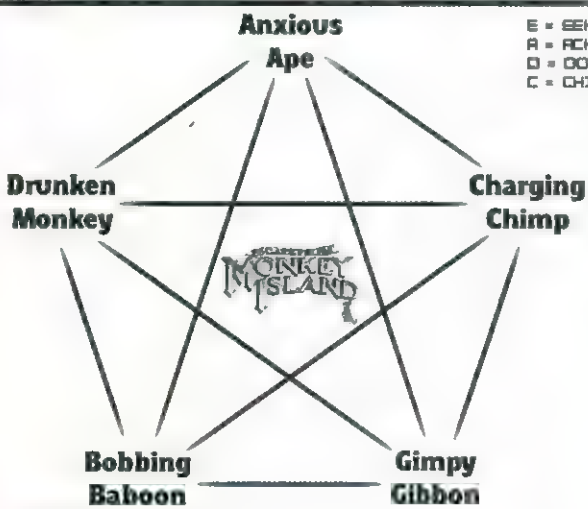 Anxious
Ape
Drunken
Monkey
Charging
Chimp
MONKEY
ISLAND
Bobbing
Baboon
Gimpy
Gibbon
E =
A =
O =
C =